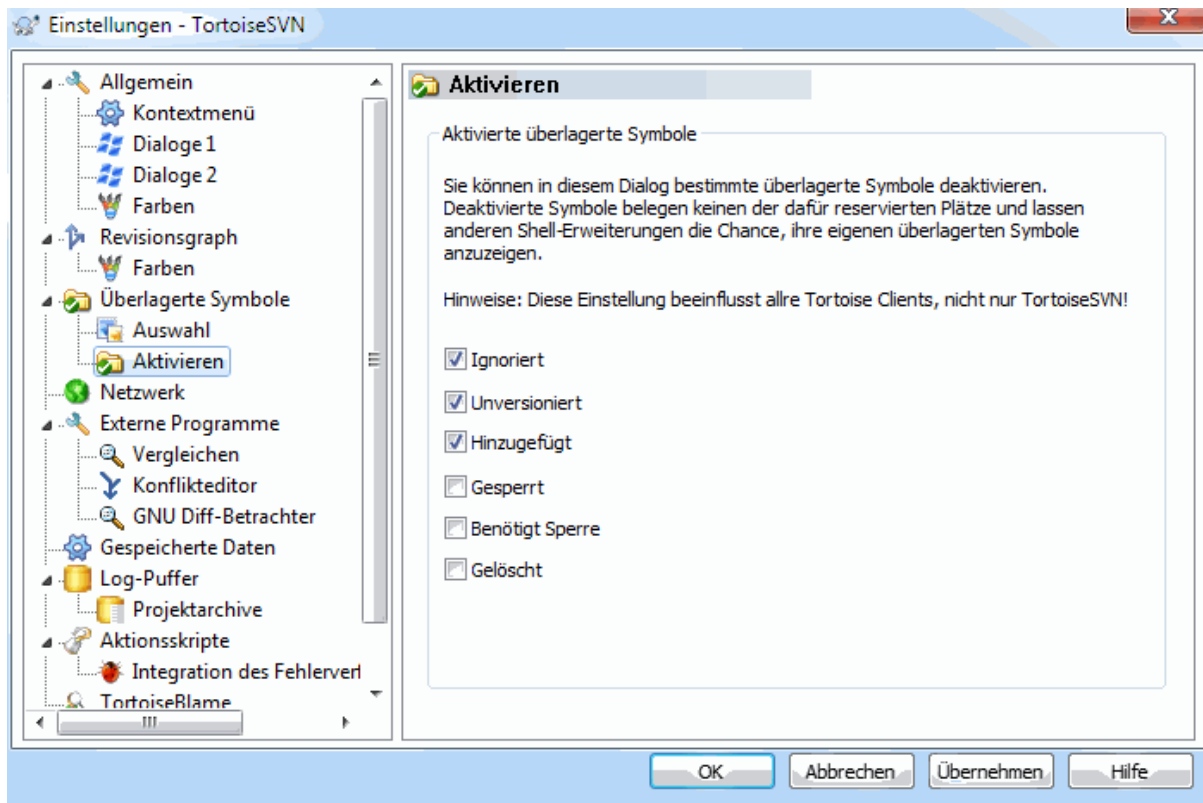 Einstellungen - TortoiseSVN
Allgemein
Kontextmenü
Dialoge 1
Dialoge 2
Farben
Revisionsgraph
Farben
Überlagerte Symbole
Auswahl
Aktivieren
Netzwerk
Externe Programme
Vergleichen
Konflikteditor
GNU Diff-Betrachter
Gespeicherte Daten
Log-Puffer
Projektarchive
Aktionsskripte
Integration des Fehlerverf
TortoiseBlame
Aktivieren
Aktivierte überlagerte Symbole
Sie können in diesem Dialog bestimmte überlagerte Symbole deaktivieren.
Deaktivierte Symbole belegen keinen der dafür reservierten Plätze und lassen
anderen Shell-Erweiterungen die Chance, ihre eigenen überlagerten Symbole
anzuzeigen.
Hinweise: Diese Einstellung beeinflusst allre Tortoise Clients, nicht nur TortoiseSVN!
Ignoriert
Unversioniert
Hinzugefügt
Gesperrt
Benötigt Sperre
Gelöscht
OK
Abbrechen
Übernehmen
Hilfe